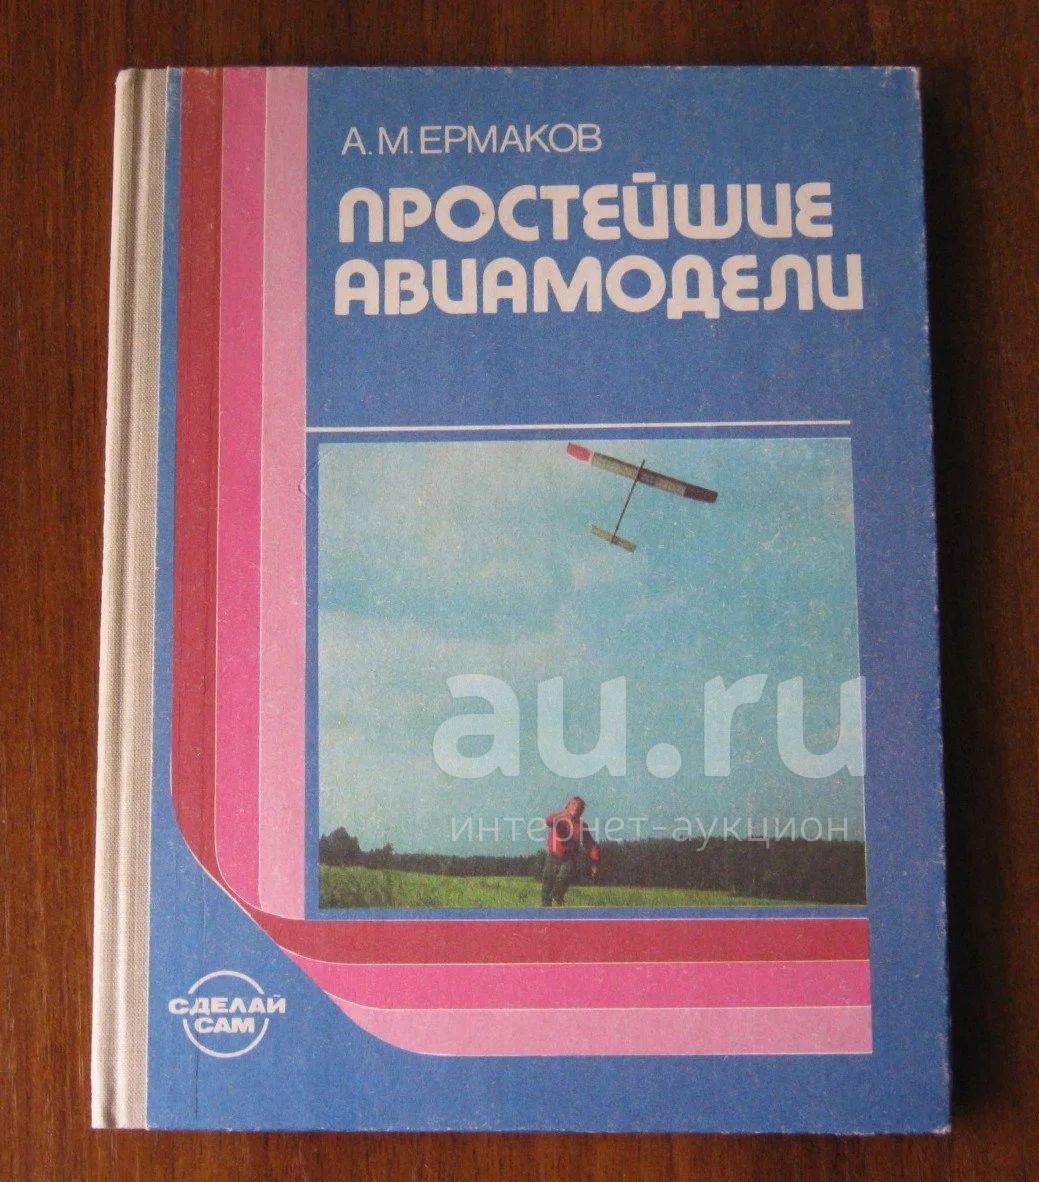 А. М. ЕРМАКОВ
ПРОСТЕЙШИЕ
АВИАМОДЕЛИ
au.ru
интернет-аукцион
СДЕЛАЙ
САМ